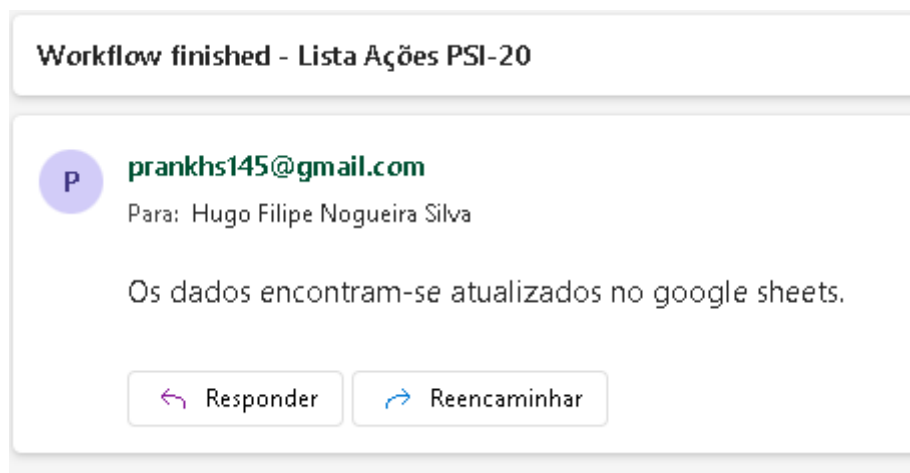 Workflow finished - Lista Ações PSI-20
P
prankhs145@gmail.com
Para: Hugo Filipe Nogueira Silva
Os dados encontram-se atualizados no google sheets.
Responder
Reencaminhar